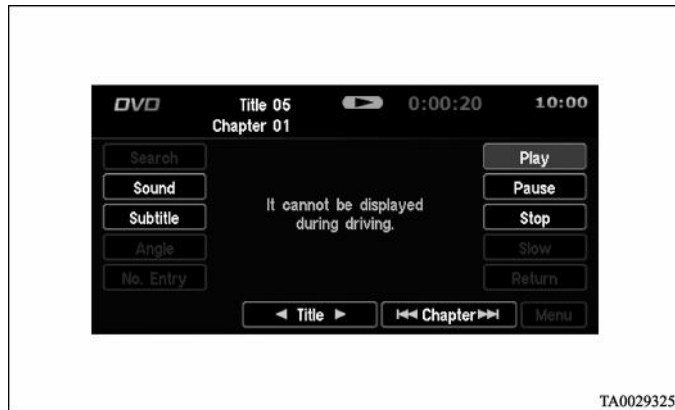 DVD Title 05 0:00:20 10:00
Chapter 01
Search Play
Sound Pause
It cannot be displayed
Subtitle during driving. Stop
Angle Slow
No. Entry Return
◄ Title ► ⏮ Chapter ⏭ Menu
TA0029325